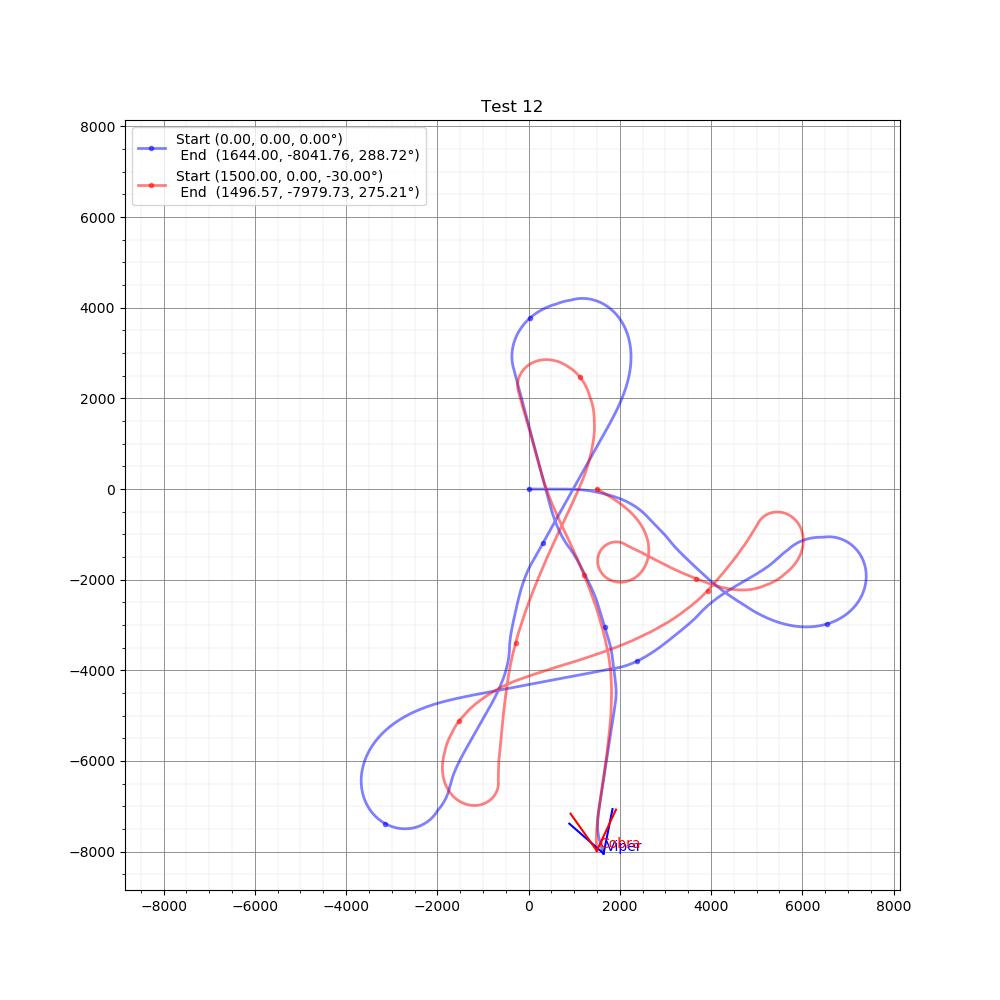 Test 12
Start (0.00, 0.00, 0.00°)
End (1644.00, -8041.76, 288.72°)
Start (1500.00, 0.00, -30.00°)
End (1496.57, -7979.73, 275.21°)
8000
6000
4000
2000
0
−2000
−4000
−6000
−8000
Cobra
Viper
−8000 −6000 −4000 −2000 0 2000 4000 6000 8000